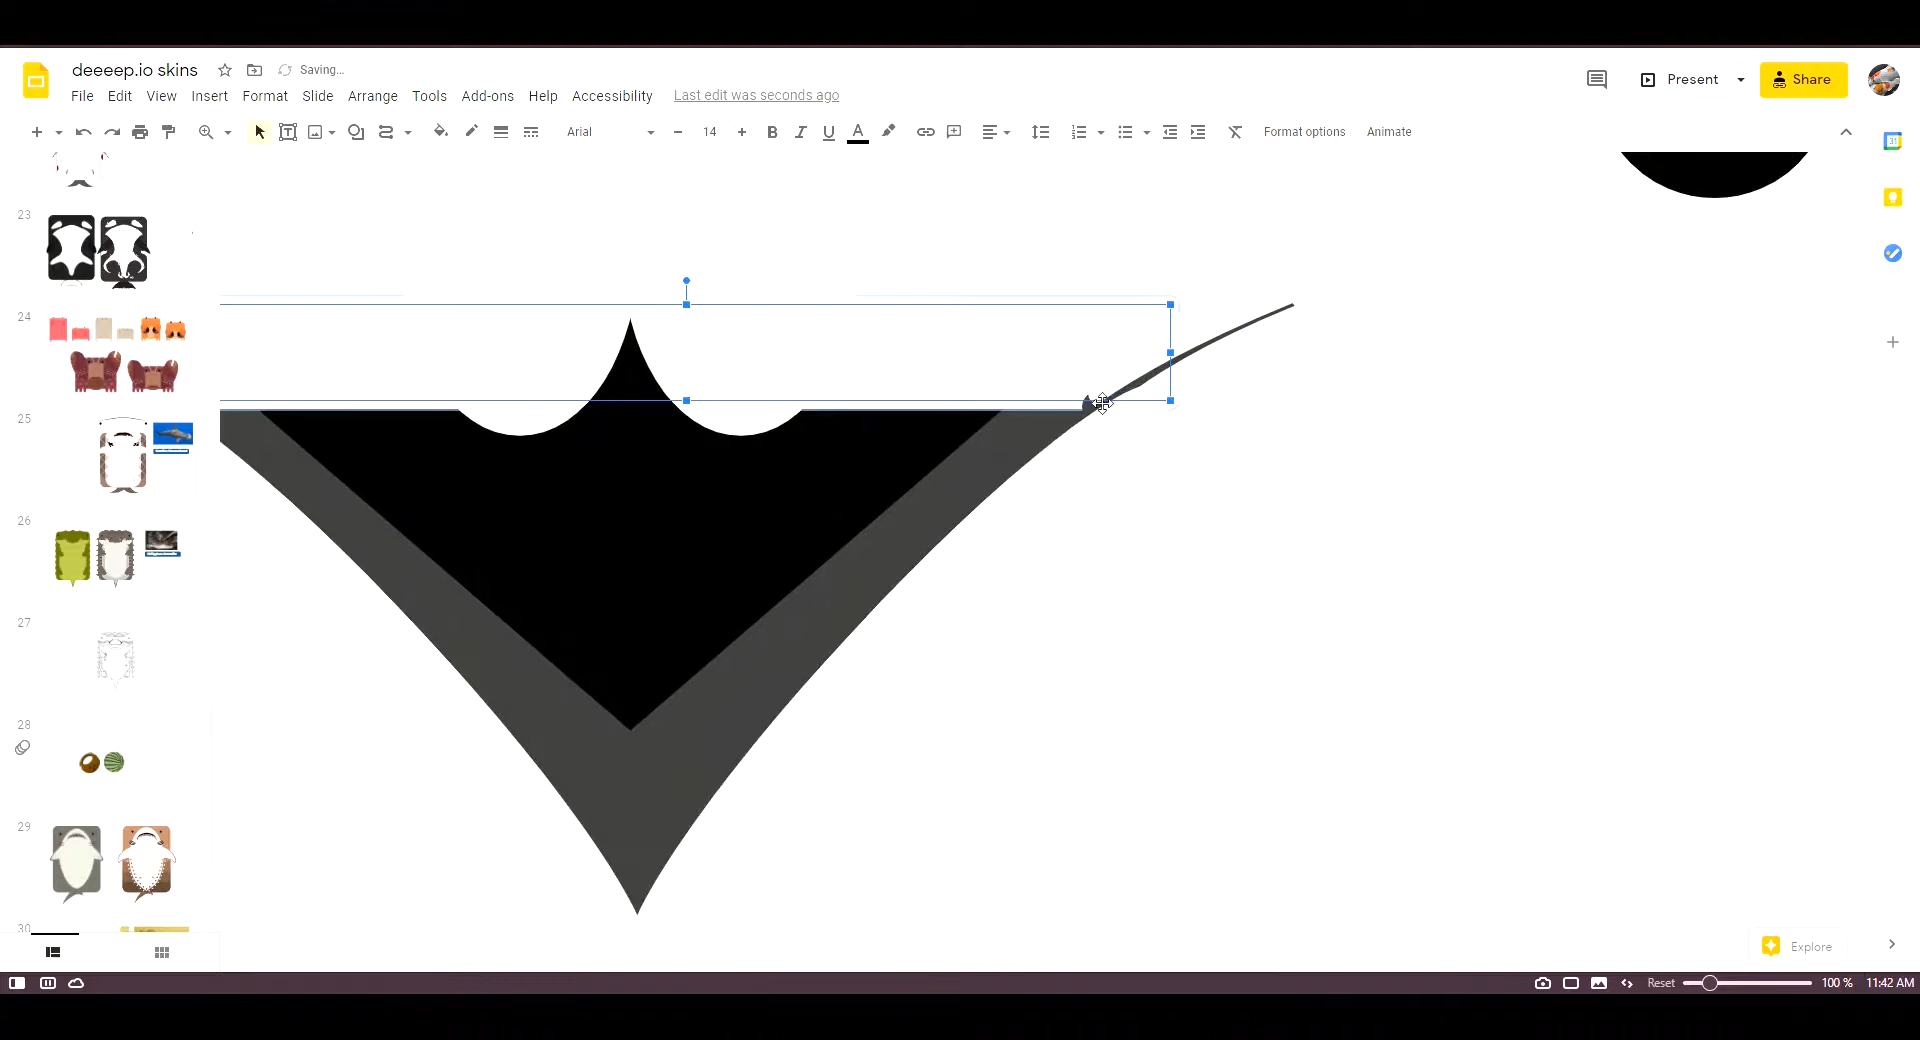 deeeep.io skins Saving...
File Edit View Insert Format Slide Arrange Tools Add-ons Help Accessibility Last edit was seconds ago
Present Share
Arial 14 B I U A Format options Animate
31
23
24
25
26
27
28
29
30
Explore
Reset 100 % 11:42 AM